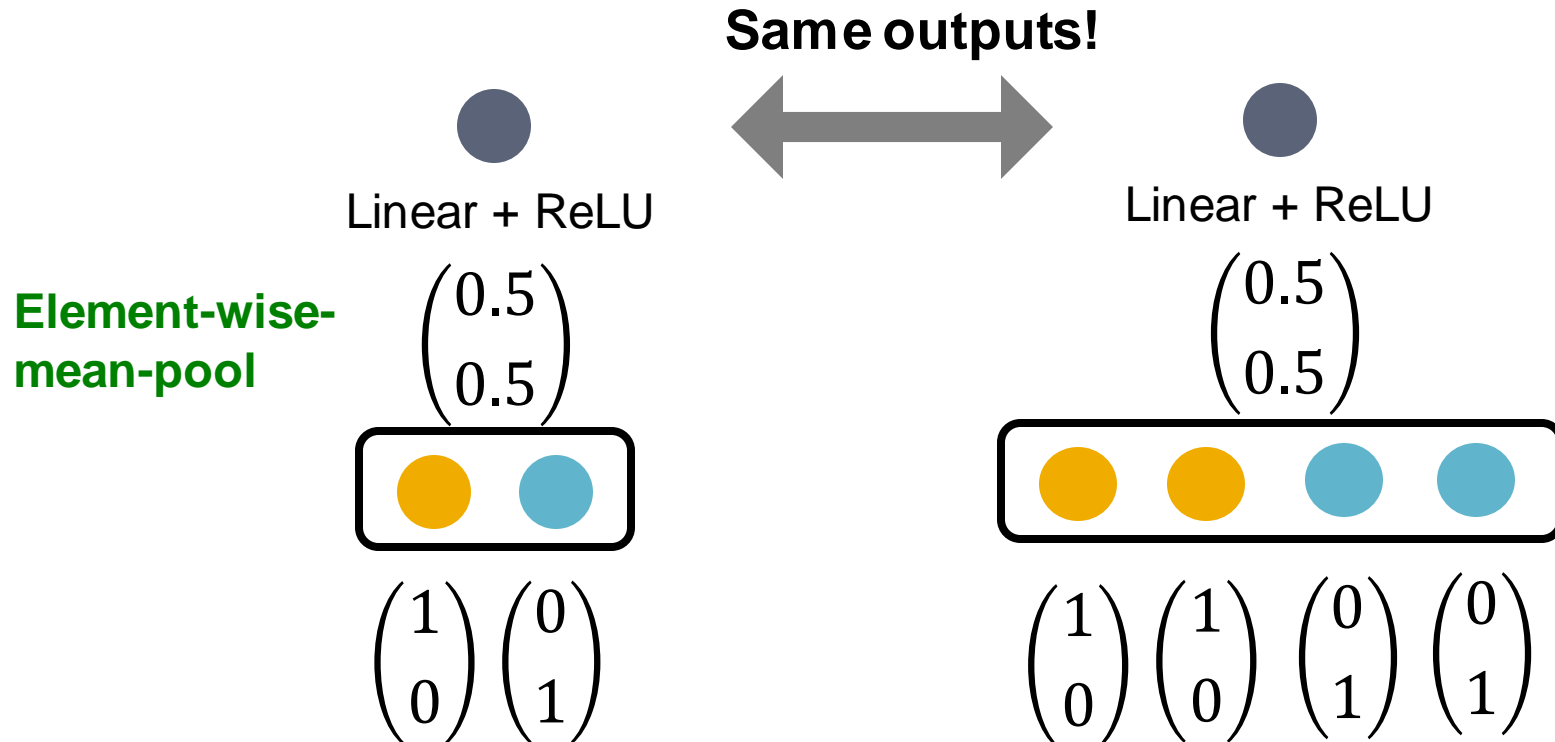 Same outputs!
Linear + ReLU
Linear + ReLU
Element-wise-
mean-pool
(0.5 0.5)
(0.5 0.5)
(1 0) (0 1)
(1 0) (1 0) (0 1) (0 1)